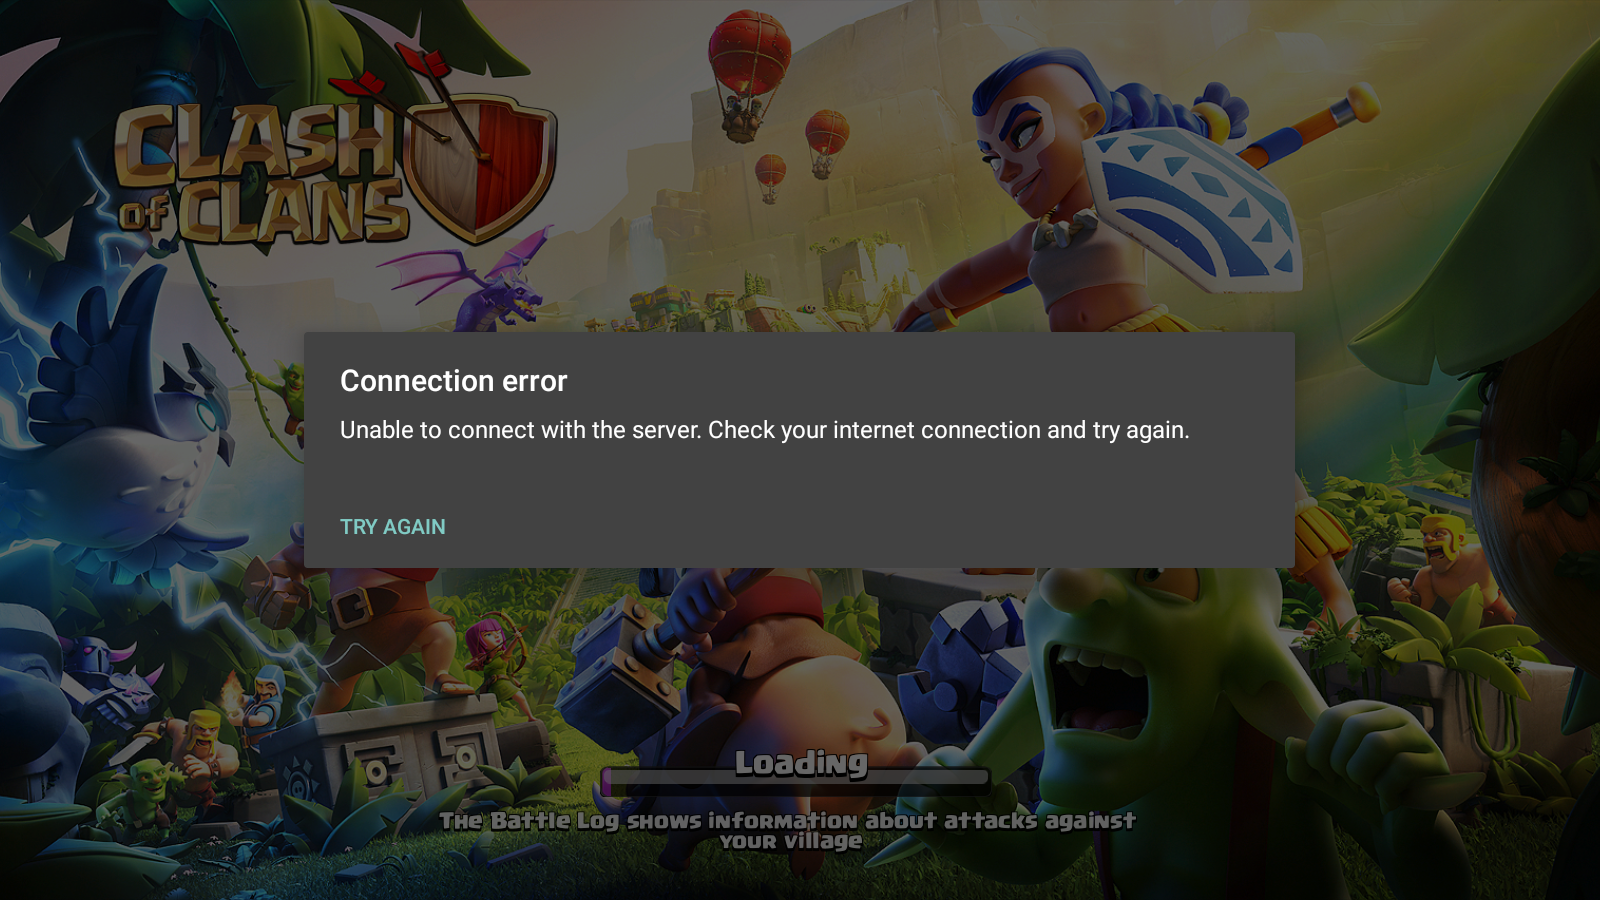 CLASH
OF CLANS
Connection error
Unable to connect with the server. Check your internet connection and try again.
TRY AGAIN
Loading
The Battle Log shows information about attacks against
your village